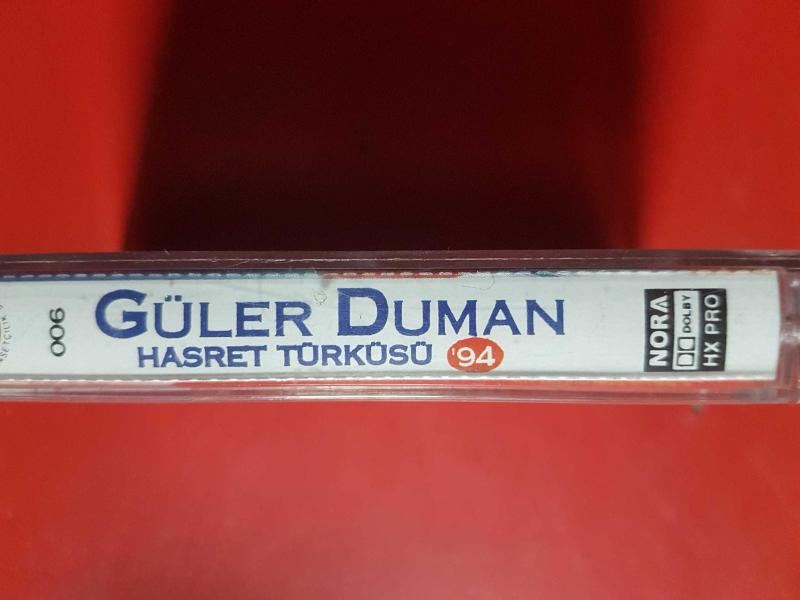 006
GÜLER DUMAN
HASRET TÜRKÜSÜ '94
NORA
DOLBY
HX PRO